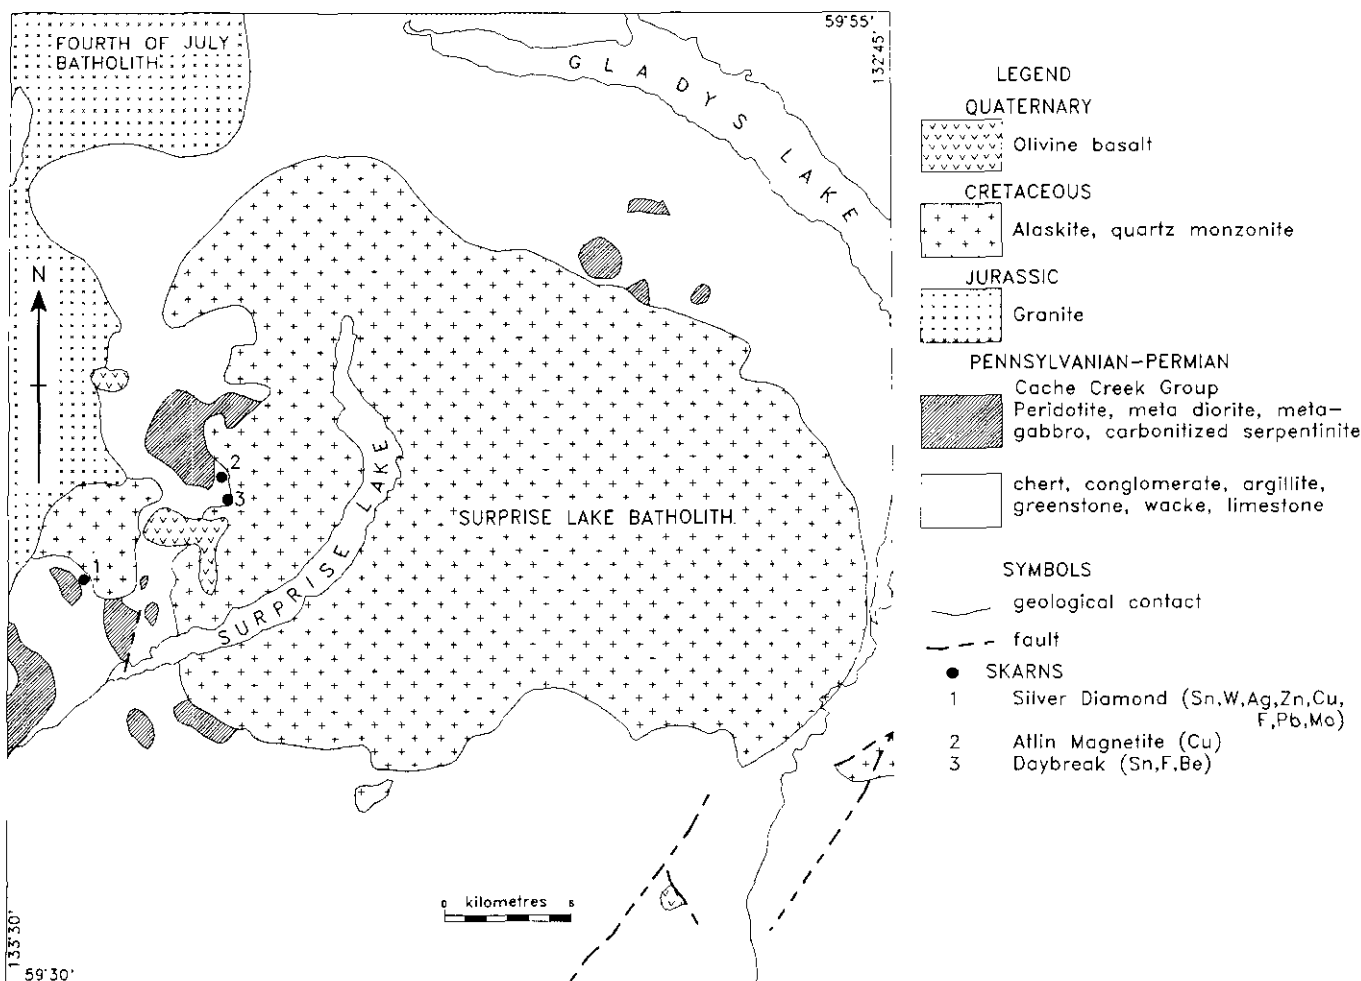 FOURTH OF JULY
BATHOLITH
59°55'
132°45'
GLADYS LAKE
N
2
3
1
SURPRISE LAKE
SURPRISE LAKE BATHOLITH
0 kilometres 6
133°30'
59°30'
LEGEND
QUATERNARY
Olivine basalt
CRETACEOUS
Alaskite, quartz monzonite
JURASSIC
Granite
PENNSYLVANIAN-PERMIAN
Cache Creek Group
Peridotite, meta diorite, meta-
gabbro, carbonitized serpentinite
chert, conglomerate, argillite,
greenstone, wacke, limestone
SYMBOLS
geological contact
fault
SKARNS
1 Silver Diamond (Sn,W,Ag,Zn,Cu,
F,Pb,Mo)
2 Atlin Magnetite (Cu)
3 Daybreak (Sn,F,Be)